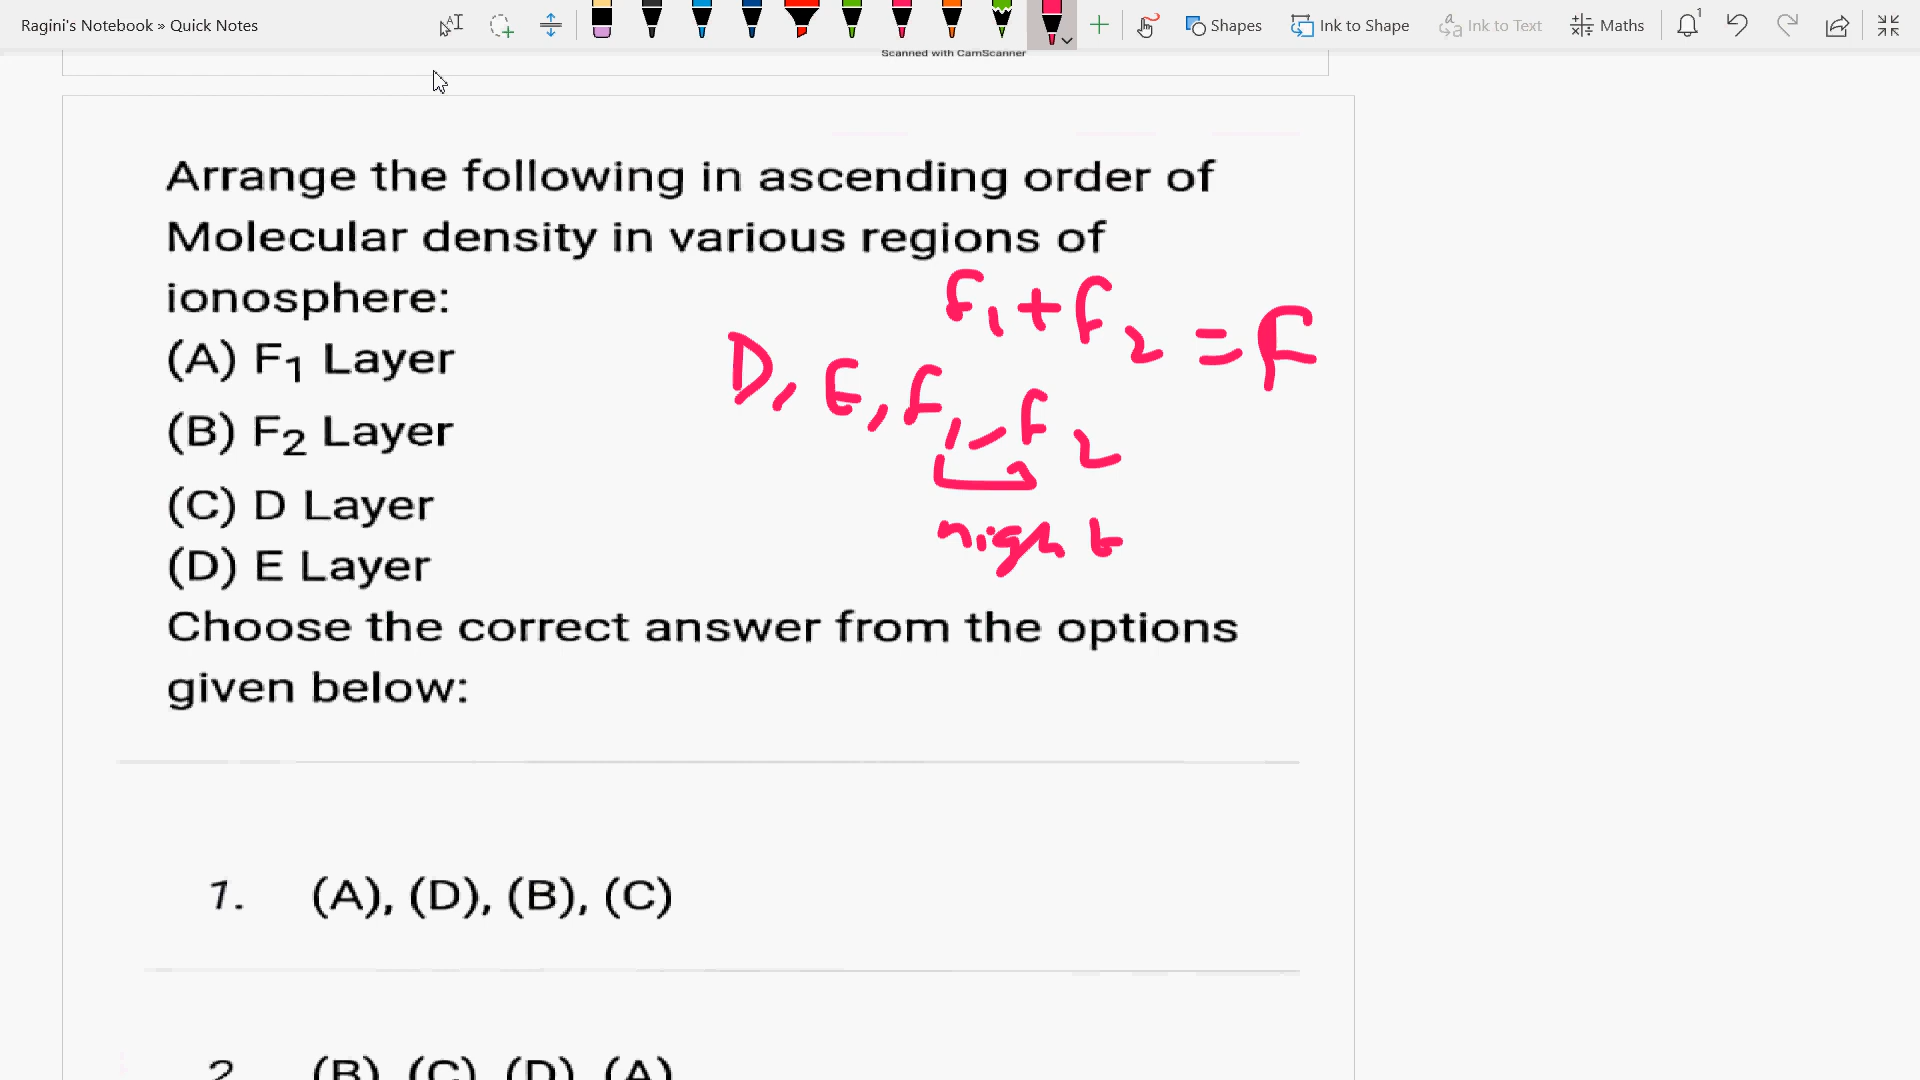 Ragini's Notebook » Quick Notes
Shapes
Ink to Shape
Ink to Text
Maths
1
Scanned with CamScanner
Arrange the following in ascending order of
Molecular density in various regions of
ionosphere:
F1 + F2 = F
(A) F1 Layer
D, E, F1, F2
(B) F2 Layer
(C) D Layer
night
(D) E Layer
Choose the correct answer from the options
given below:
1. (A), (D), (B), (C)
2. (B), (C), (D), (A)